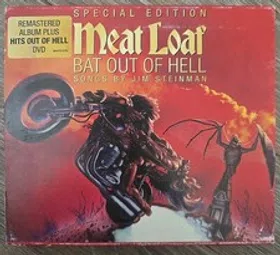 SPECIAL EDITION
REMASTERED
ALBUM PLUS
HITS OUT OF HELL
DVD
Meat Loaf
BAT OUT OF HELL
SONGS BY JIM STEINMAN